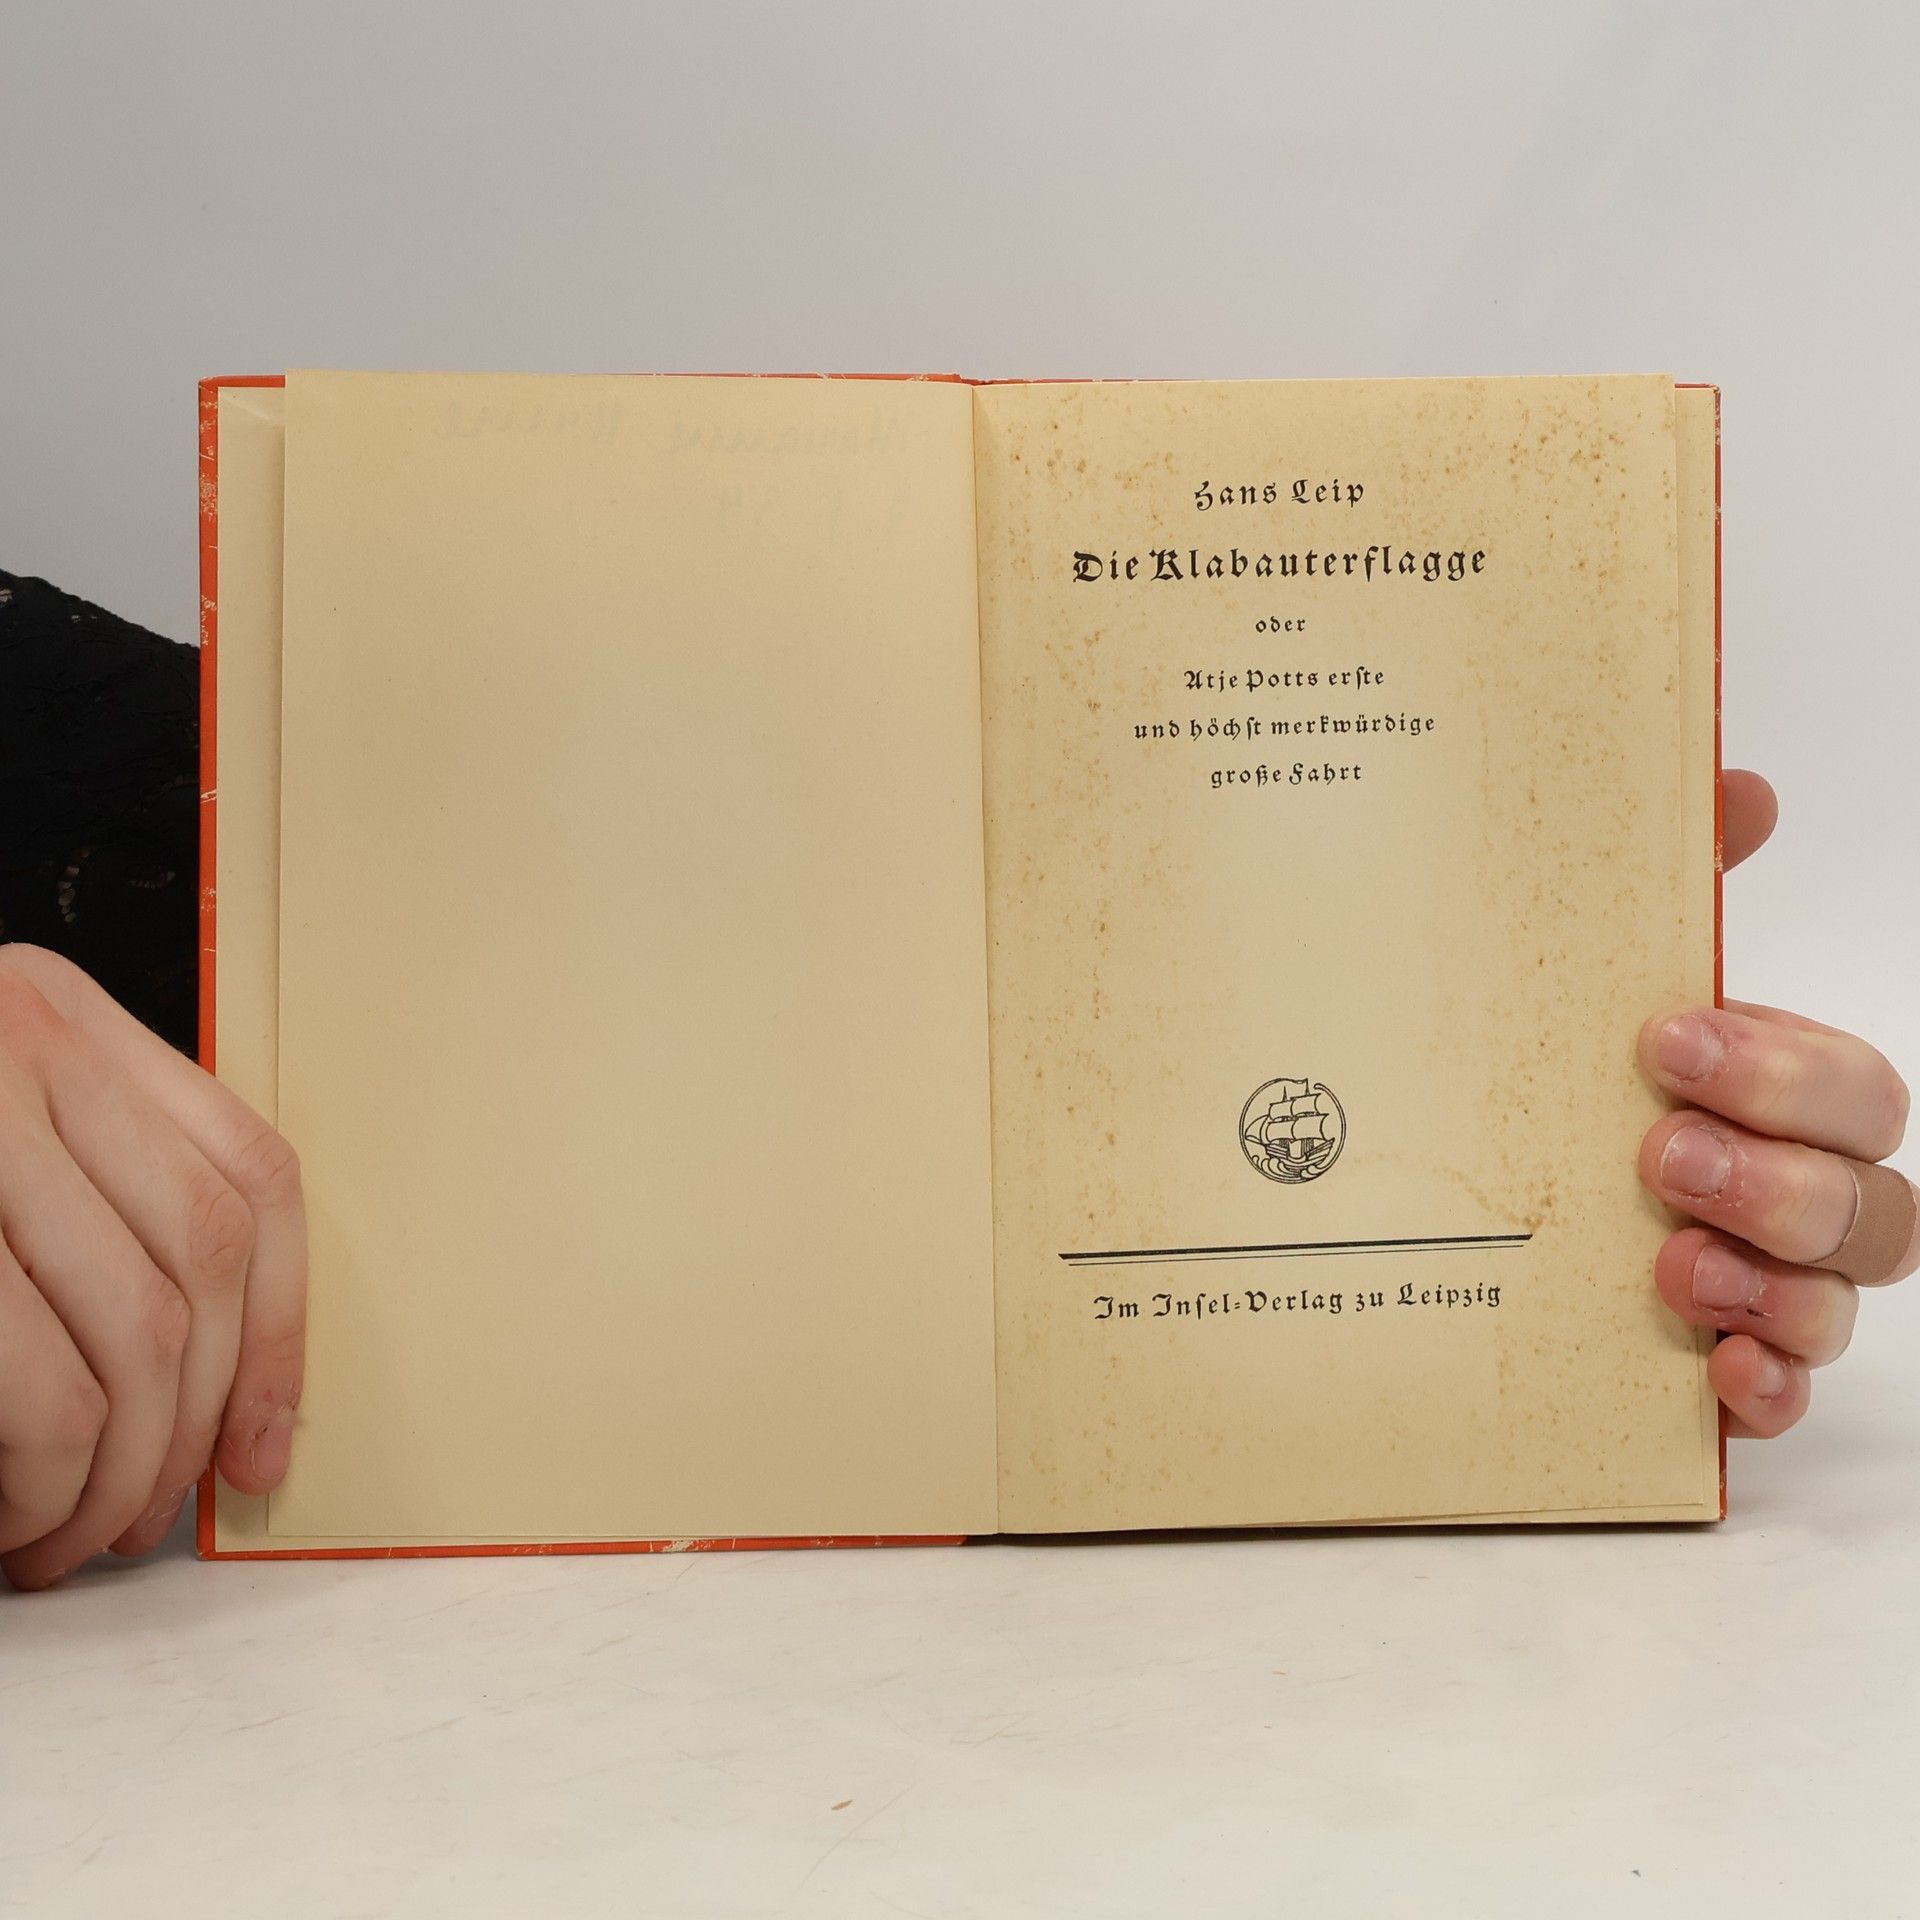 Hans Leip
Die Klabauterflagge
oder
Atje Potts erſte
und höchſt merkwürdige
große Fahrt
Im Inſel-Verlag zu Leipzig